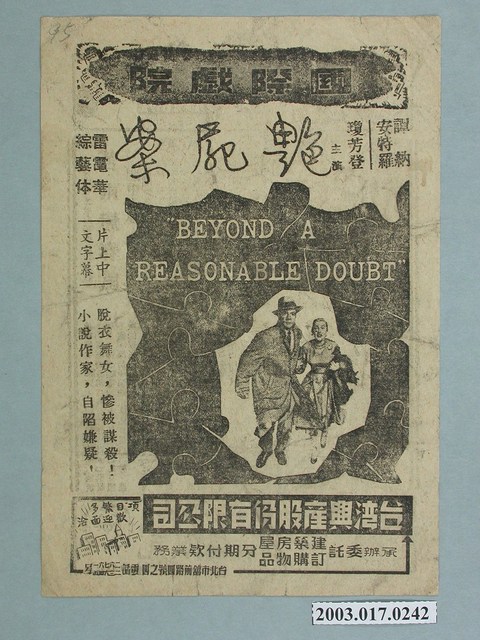 95
國際戲院
艷屍案
譚納
安特羅
瓊芳登
主演
雷電華
綜藝体
片上中
文字幕
脫衣舞女，慘被謀殺！
小說作家，自陷嫌疑！
"BEYOND A
REASONABLE DOUBT"
台灣興產股份有限公司
承辦委託
建築房屋
訂購物品
分期付欵業務
2003.017.0242